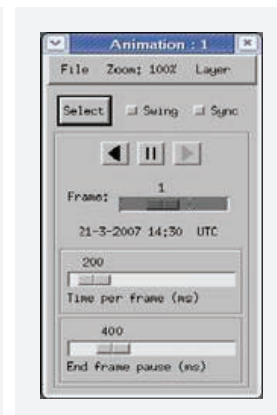 Animation : 1
File Zoom: 100% Layer
Select Swing Sync
1
Frame:
21-3-2007 14:30 UTC
200
Time per frame (ms)
400
End frame pause (ms)